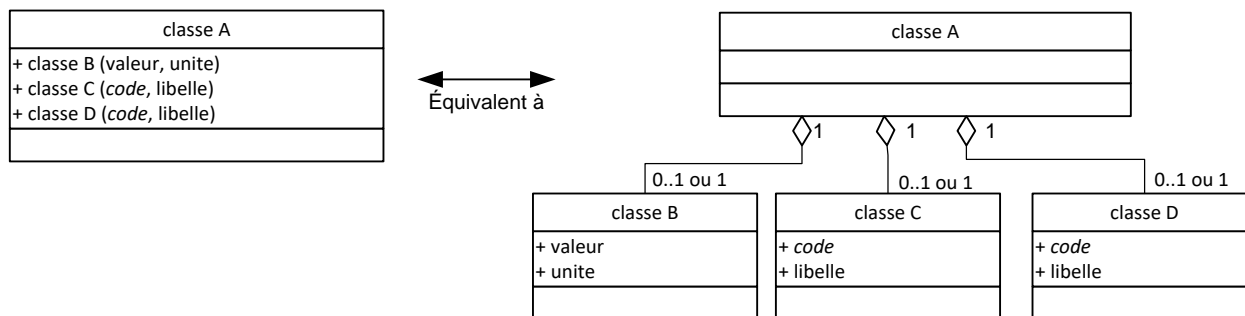 classe A
+ classe B (valeur, unite)
+ classe C (code, libelle)
+ classe D (code, libelle)
Équivalent à
classe A
1
1
1
0..1 ou 1
0..1 ou 1
0..1 ou 1
classe B
+ valeur
+ unite
classe C
+ code
+ libelle
classe D
+ code
+ libelle